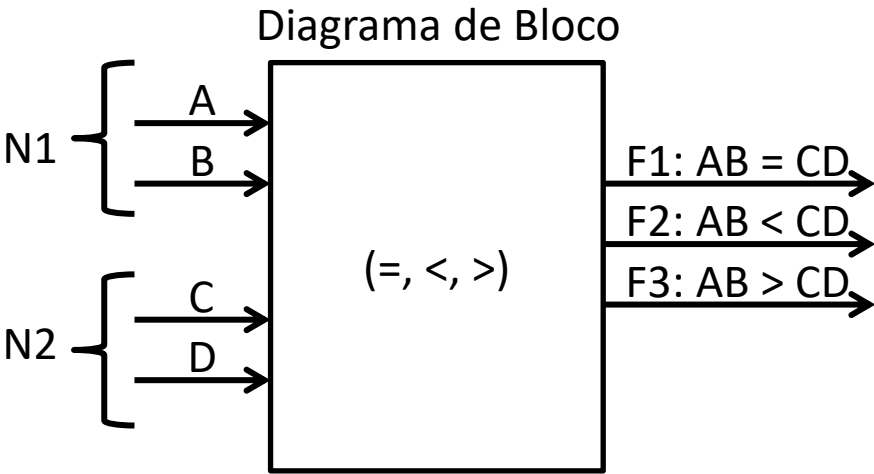 Diagrama de Bloco
N1
A
B
N2
C
D
(=, <, >)
F1: AB = CD
F2: AB < CD
F3: AB > CD